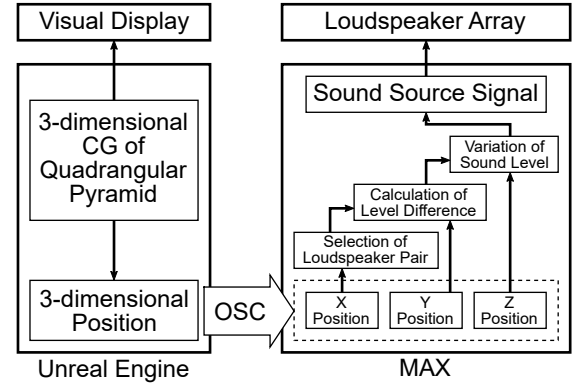 Visual Display
Loudspeaker Array
3-dimensional
CG of
Quadrangular
Pyramid
3-dimensional
Position
Unreal Engine
OSC
Sound Source Signal
Variation of
Sound Level
Calculation of
Level Difference
Selection of
Loudspeaker Pair
X
Position
Y
Position
Z
Position
MAX